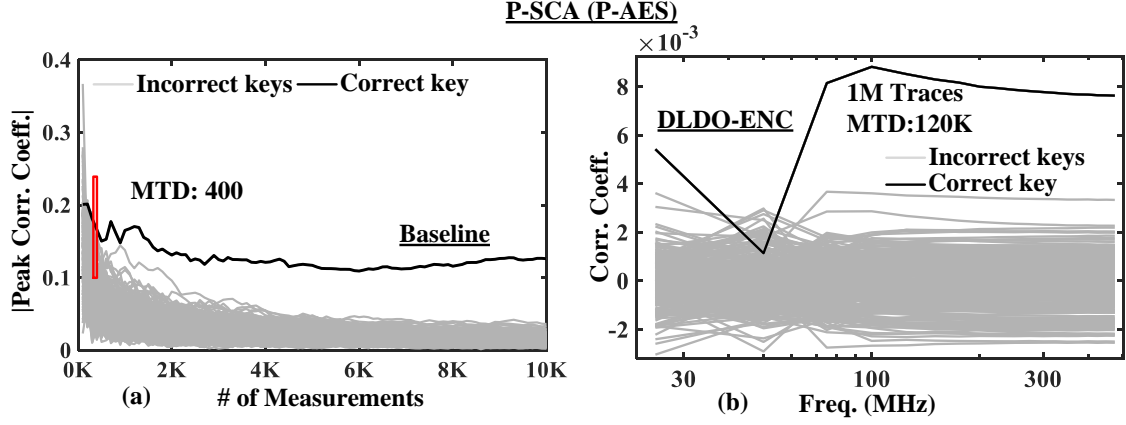 P-SCA (P-AES)
|Peak Corr. Coeff.|
0.4
0.3
0.2
0.1
0
Incorrect keys
Correct key
MTD: 400
Baseline
0K
2K
4K
6K
8K
10K
(a)
# of Measurements
×10⁻³
Corr. Coeff.
8
6
4
2
0
-2
1M Traces
MTD:120K
DLDO-ENC
Incorrect keys
Correct key
30
100
300
(b)
Freq. (MHz)